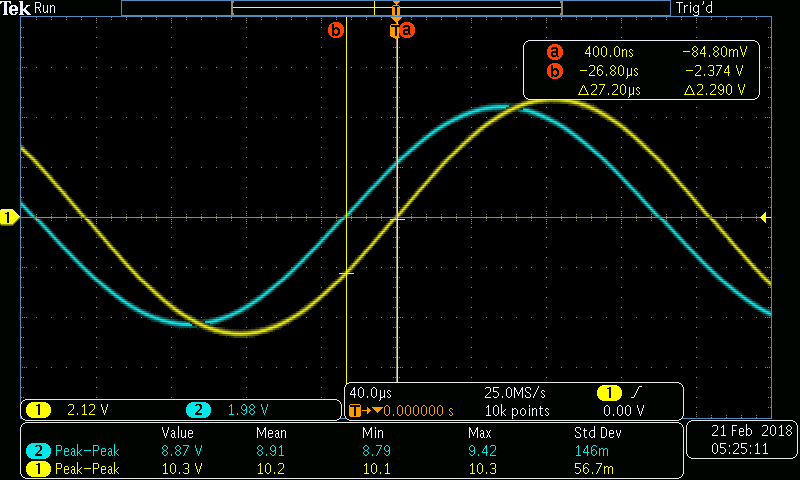 Tek Run Trig'd
T
b T a
a 400.0ns −84.80mV
b −26.80µs −2.374 V
△27.20µs △2.290 V
1
1 2.12 V 2 1.98 V
40.0µs 25.0MS/s 1
T→▼0.000000 s 10k points 0.00 V
Value Mean Min Max Std Dev
2 Peak−Peak 8.87 V 8.91 8.79 9.42 146m
1 Peak−Peak 10.3 V 10.2 10.1 10.3 56.7m
21 Feb 2018
05:25:11